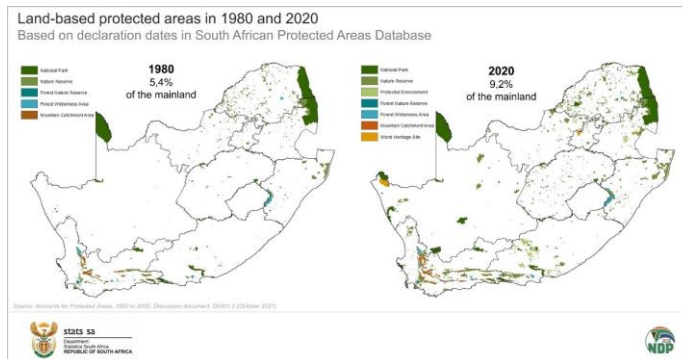 Land-based protected areas in 1980 and 2020
Based on declaration dates in South African Protected Areas Database
1980
5,4%
of the mainland
National Park
Nature Reserve
Forest Nature Reserve
Forest Wilderness Area
Mountain Catchment Area
2020
9,2%
of the mainland
National Park
Nature Reserve
Protected Environment
Forest Nature Reserve
Forest Wilderness Area
Mountain Catchment Area
World Heritage Site
Source: Accounts for Protected Areas, 1990 to 2020. Discussion document, D0401.2 (October 2021)
stats sa
Department:
Statistics South Africa
REPUBLIC OF SOUTH AFRICA
NDP